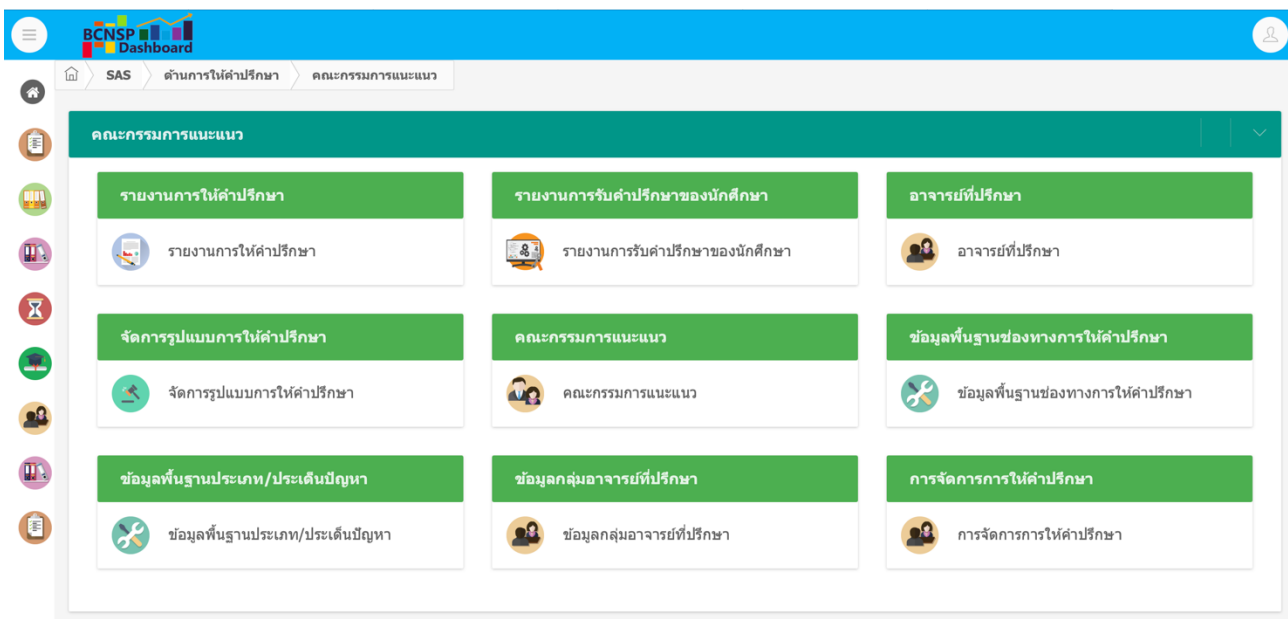 BCNSP
Dashboard
SAS ด้านการให้คำปรึกษา คณะกรรมการแนะแนว
คณะกรรมการแนะแนว
รายงานการให้คำปรึกษา รายงานการรับคำปรึกษาของนักศึกษา อาจารย์ที่ปรึกษา
รายงานการให้คำปรึกษา รายงานการรับคำปรึกษาของนักศึกษา อาจารย์ที่ปรึกษา
จัดการรูปแบบการให้คำปรึกษา คณะกรรมการแนะแนว ข้อมูลพื้นฐานช่องทางการให้คำปรึกษา
จัดการรูปแบบการให้คำปรึกษา คณะกรรมการแนะแนว ข้อมูลพื้นฐานช่องทางการให้คำปรึกษา
ข้อมูลพื้นฐานประเภท/ประเด็นปัญหา ข้อมูลกลุ่มอาจารย์ที่ปรึกษา การจัดการการให้คำปรึกษา
ข้อมูลพื้นฐานประเภท/ประเด็นปัญหา ข้อมูลกลุ่มอาจารย์ที่ปรึกษา การจัดการการให้คำปรึกษา